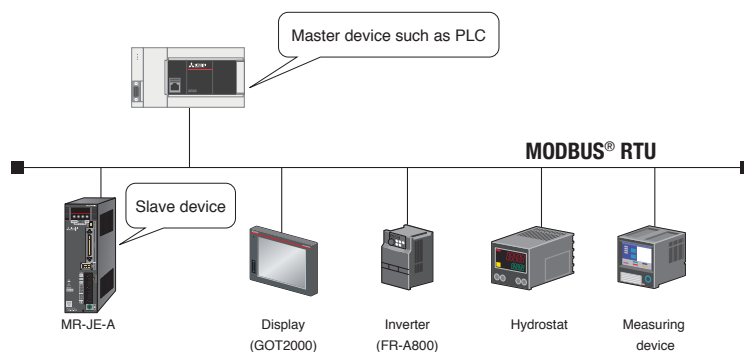 Master device such as PLC
MODBUS® RTU
Slave device
MR-JE-A
Display
(GOT2000)
Inverter
(FR-A800)
Hydrostat
Measuring
device